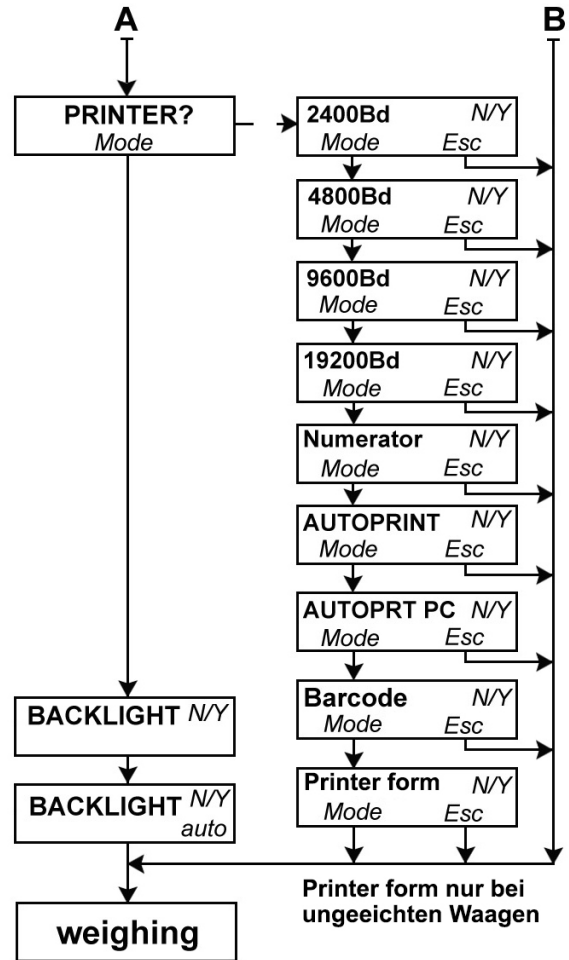 A
B
PRINTER?
Mode
2400Bd N/Y
Mode Esc
4800Bd N/Y
Mode Esc
9600Bd N/Y
Mode Esc
19200Bd N/Y
Mode Esc
Numerator N/Y
Mode Esc
AUTOPRINT N/Y
Mode Esc
AUTOPRT PC N/Y
Mode Esc
Barcode N/Y
Mode Esc
Printer form N/Y
Mode Esc
BACKLIGHT N/Y
BACKLIGHT N/Y
auto
Printer form nur bei
ungeeichten Waagen
weighing